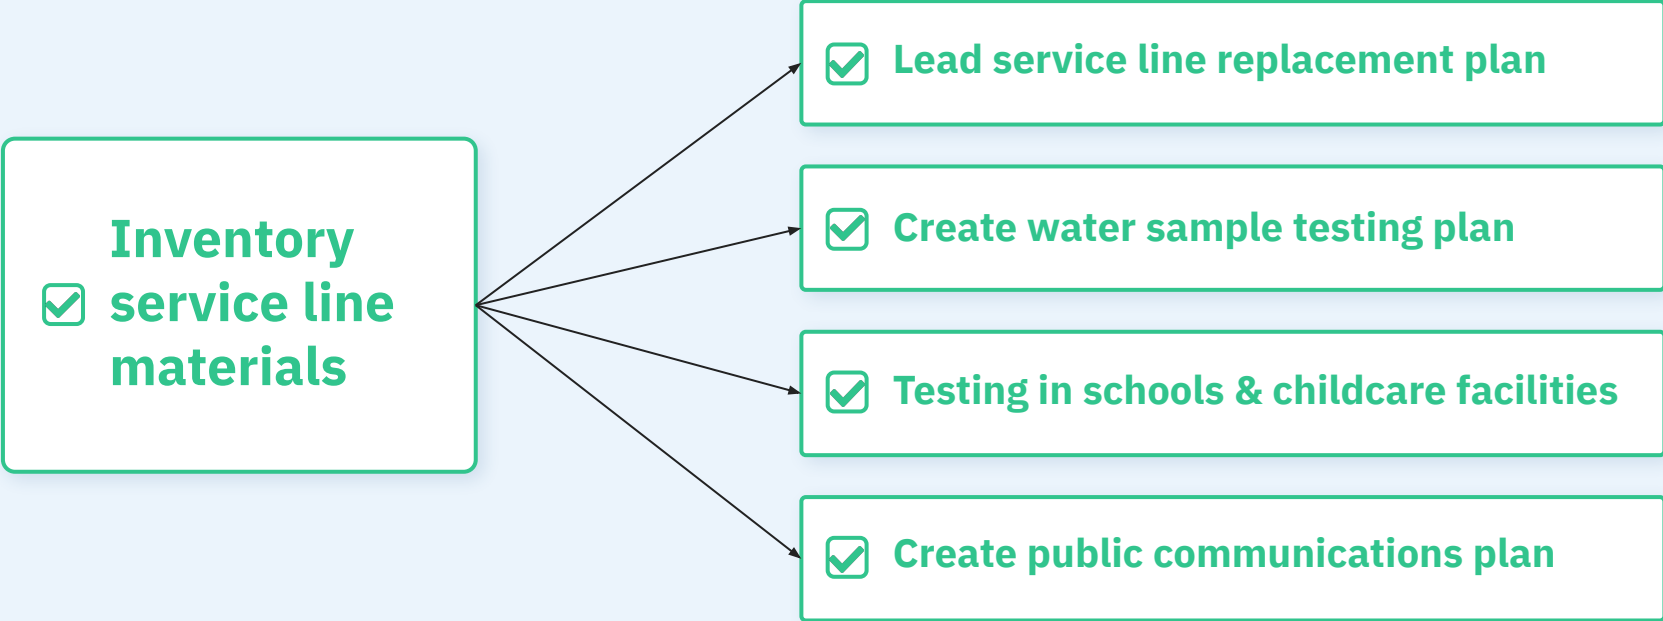 Inventory
service line
materials
Lead service line replacement plan
Create water sample testing plan
Testing in schools & childcare facilities
Create public communications plan